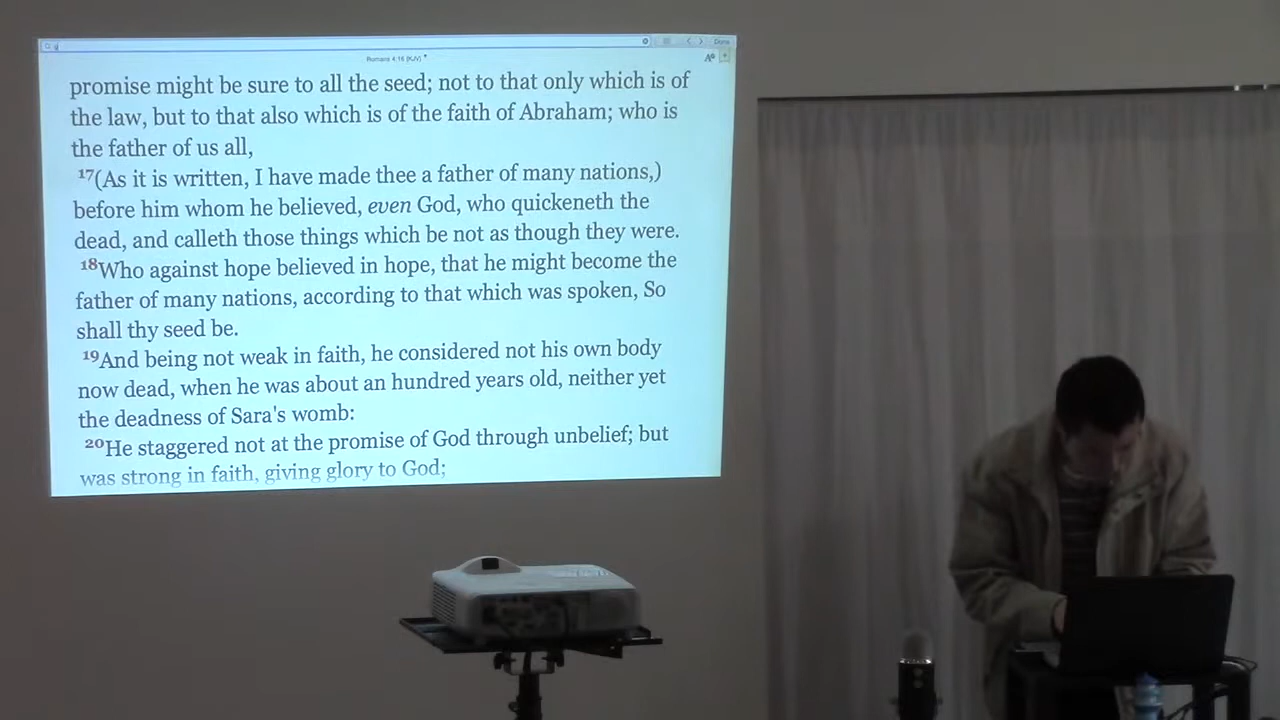 Done
Romans 4:16 (KJV)
promise might be sure to all the seed; not to that only which is of
the law, but to that also which is of the faith of Abraham; who is
the father of us all,
17(As it is written, I have made thee a father of many nations,)
before him whom he believed, even God, who quickeneth the
dead, and calleth those things which be not as though they were.
18Who against hope believed in hope, that he might become the
father of many nations, according to that which was spoken, So
shall thy seed be.
19And being not weak in faith, he considered not his own body
now dead, when he was about an hundred years old, neither yet
the deadness of Sara's womb:
20He staggered not at the promise of God through unbelief; but
was strong in faith, giving glory to God;